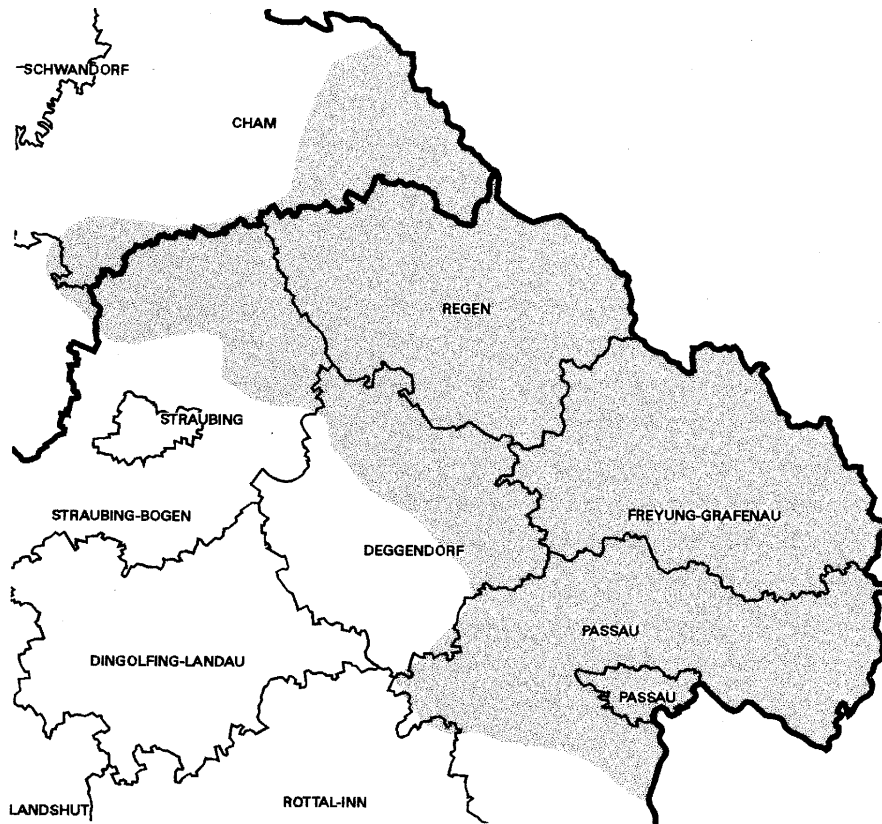 SCHWANDORF
CHAM
REGEN
STRAUBING
STRAUBING-BOGEN
FREYUNG-GRAFENAU
DEGGENDORF
PASSAU
DINGOLFING-LANDAU
PASSAU
ROTTAL-INN
LANDSHUT